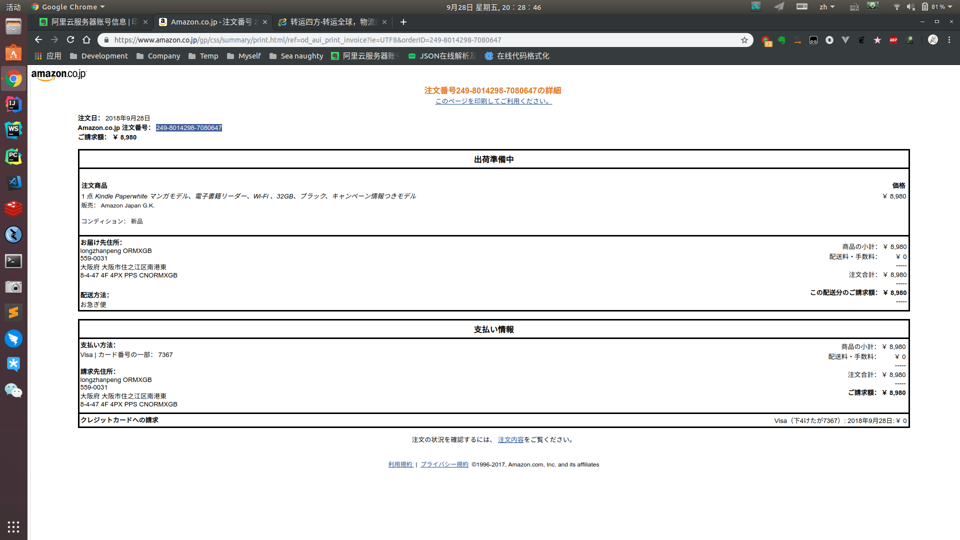 活动
Google Chrome
9月28日 星期五, 20：28：46
zh
81 %
阿里云服务器账号信息 | 印
Amazon.co.jp - 注文番号 2
转运四方-转运全球，物流
https://www.amazon.co.jp/gp/css/summary/print.html/ref=od_aui_print_invoice?ie=UTF8&orderID=249-8014298-7080647
应用
Development
Company
Temp
Myself
Sea naughty
阿里云服务器账
JSON在线解析及
在线代码格式化
amazon.co.jp
注文番号249-8014298-7080647の詳細
このページを印刷してご利用ください。
注文日： 2018年9月28日
Amazon.co.jp 注文番号： 249-8014298-7080647
ご請求額： ￥ 8,980
出荷準備中
注文商品 価格
1 点 Kindle Paperwhite マンガモデル、電子書籍リーダー、Wi-Fi 、32GB、ブラック、キャンペーン情報つきモデル ￥ 8,980
販売： Amazon Japan G.K.
コンディション： 新品
お届け先住所：
longzhanpeng ORMXGB
559-0031
大阪府 大阪市住之江区南港東
8-4-47 4F 4PX PPS CNORMXGB
配送方法：
お急ぎ便
商品の小計： ￥ 8,980
配送料・手数料： ￥ 0
-----
注文合計： ￥ 8,980
-----
この配送分のご請求額： ￥ 8,980
-----
支払い情報
支払い方法：
Visa | カード番号の一部： 7367
請求先住所：
longzhanpeng ORMXGB
559-0031
大阪府 大阪市住之江区南港東
8-4-47 4F 4PX PPS CNORMXGB
商品の小計： ￥ 8,980
配送料・手数料： ￥ 0
-----
注文合計： ￥ 8,980
-----
ご請求額： ￥ 8,980
クレジットカードへの請求 Visa（下4けたが7367）: 2018年9月28日: ￥ 0
注文の状況を確認するには、 注文内容をご覧ください。
利用規約 | プライバシー規約 ©1996-2017, Amazon.com, Inc. and its affiliates